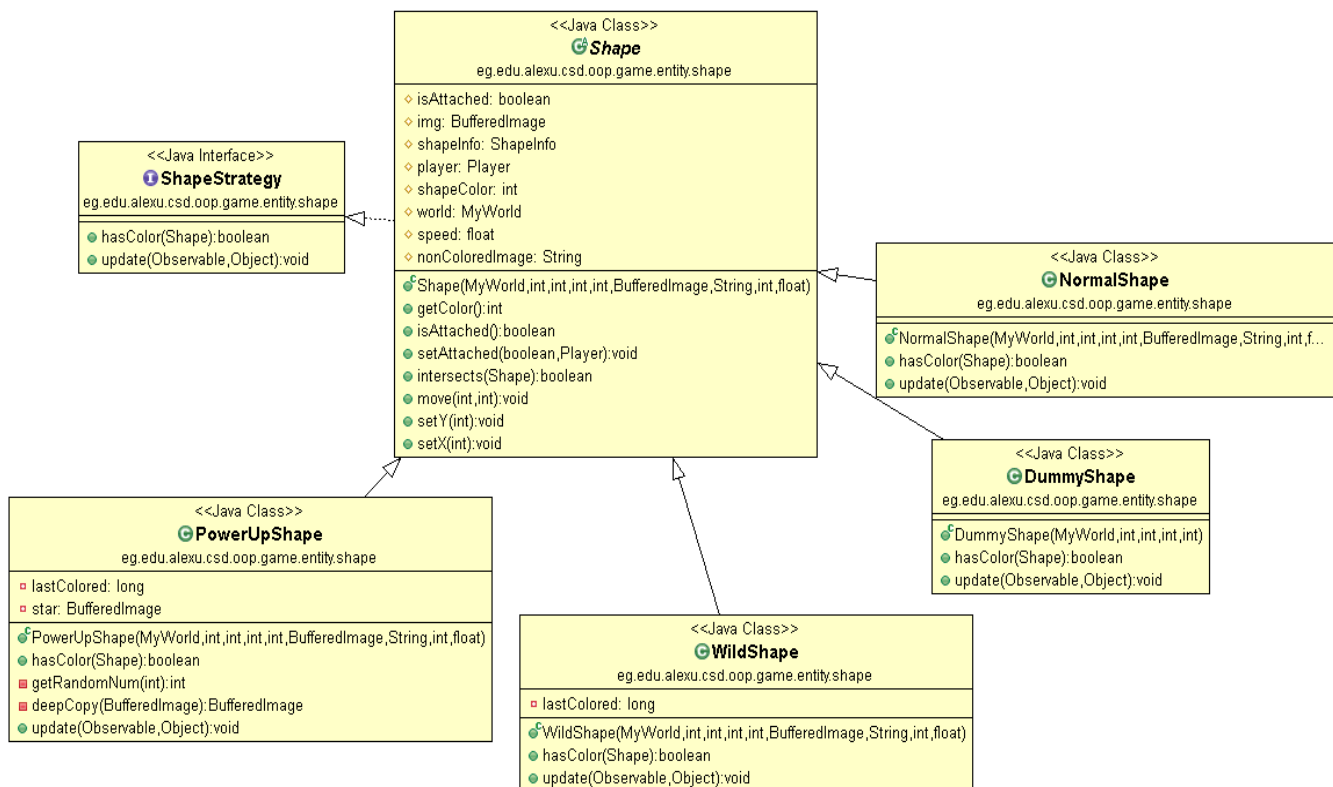 <<Java Class>>
Shape
eg.edu.alexu.csd.oop.game.entity.shape
isAttached: boolean
img: BufferedImage
shapeInfo: ShapeInfo
player: Player
shapeColor: int
world: MyWorld
speed: float
nonColoredImage: String
Shape(MyWorld,int,int,int,int,BufferedImage,String,int,float)
getColor():int
isAttached():boolean
setAttached(boolean,Player):void
intersects(Shape):boolean
move(int,int):void
setY(int):void
setX(int):void
<<Java Interface>>
ShapeStrategy
eg.edu.alexu.csd.oop.game.entity.shape
hasColor(Shape):boolean
update(Observable,Object):void
<<Java Class>>
NormalShape
eg.edu.alexu.csd.oop.game.entity.shape
NormalShape(MyWorld,int,int,int,int,BufferedImage,String,int,f...
hasColor(Shape):boolean
update(Observable,Object):void
<<Java Class>>
DummyShape
eg.edu.alexu.csd.oop.game.entity.shape
DummyShape(MyWorld,int,int,int,int)
hasColor(Shape):boolean
update(Observable,Object):void
<<Java Class>>
PowerUpShape
eg.edu.alexu.csd.oop.game.entity.shape
lastColored: long
star: BufferedImage
PowerUpShape(MyWorld,int,int,int,int,BufferedImage,String,int,float)
hasColor(Shape):boolean
getRandomNum(int):int
deepCopy(BufferedImage):BufferedImage
update(Observable,Object):void
<<Java Class>>
WildShape
eg.edu.alexu.csd.oop.game.entity.shape
lastColored: long
WildShape(MyWorld,int,int,int,int,BufferedImage,String,int,float)
hasColor(Shape):boolean
update(Observable,Object):void